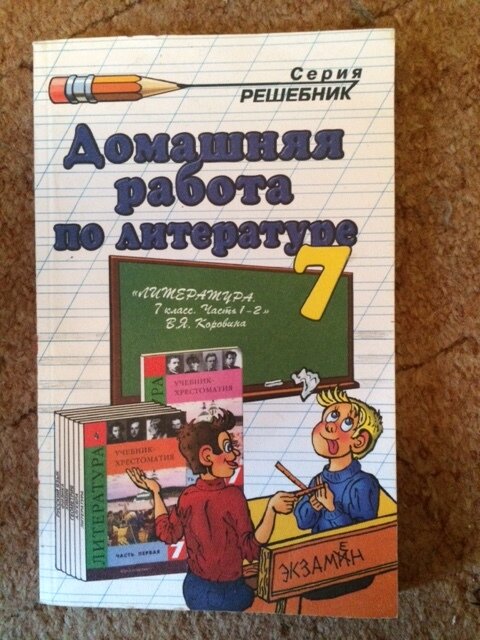 Серия
РЕШЕБНИК
Домашняя
работа
по литературе
7
«ЛИТЕРАТУРА.
7 класс. Часть 1-2.»
В.Я. Коровина
УЧЕБНИК-
ХРЕСТОМАТИЯ
ЛИТЕРАТУРА
УЧЕБНИК-
ХРЕСТОМАТИЯ
ЧАСТЬ ПЕРВАЯ
7
ЭКЗАМЕН